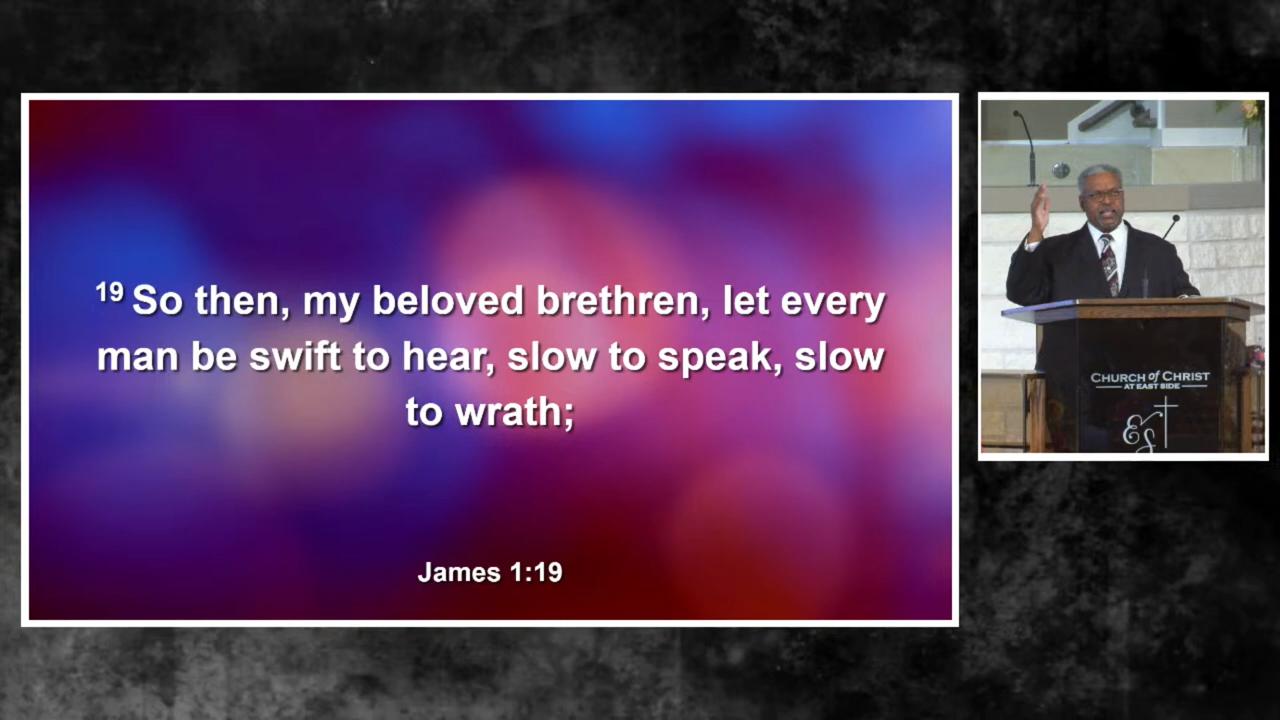 19 So then, my beloved brethren, let every
man be swift to hear, slow to speak, slow
to wrath;
James 1:19
CHURCH of CHRIST
AT EAST SIDE